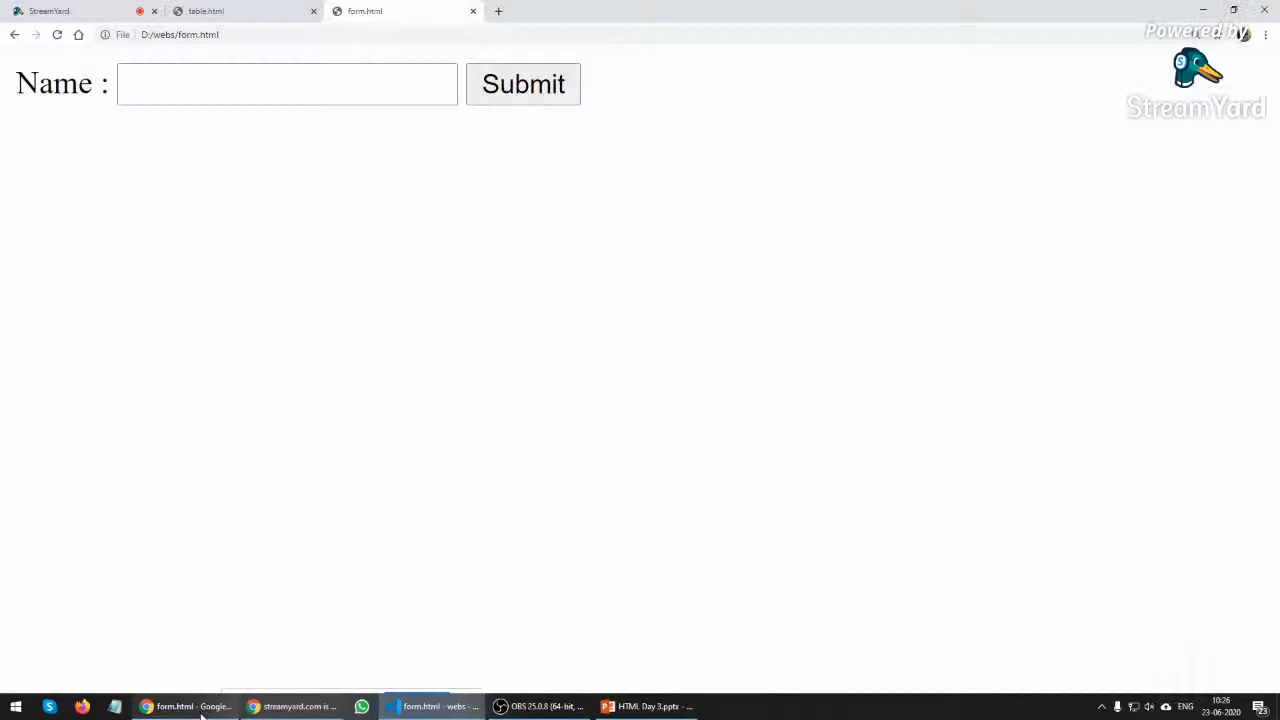 StreamYard
table.html
form.html
File
D:/webs/form.html
Powered by
StreamYard
Name :
Submit
form.html - Google...
streamyard.com is ...
form.html - webs - ...
OBS 25.0.8 (64-bit, ...
HTML Day 3.pptx - ...
ENG
10:26
23-06-2020
23